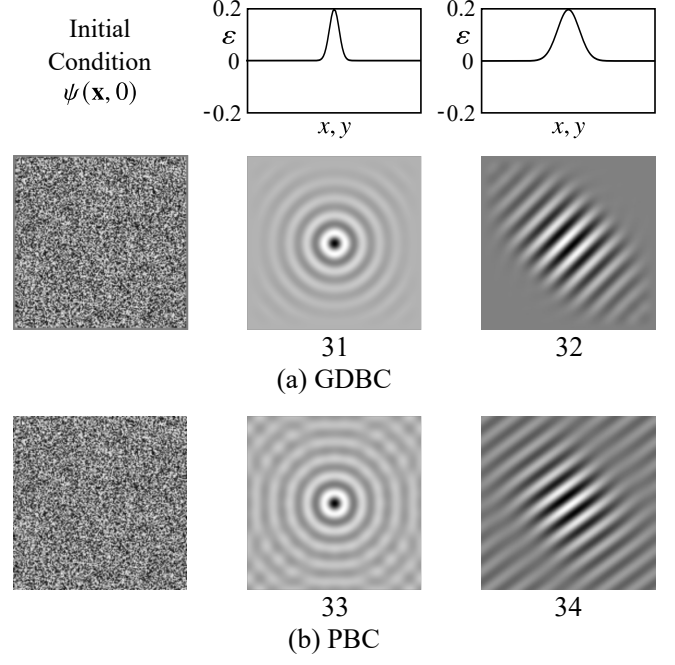 Initial
Condition
ψ(x, 0)
0.2
ε
0
-0.2
x, y
0.2
ε
0
-0.2
x, y
31
32
(a) GDBC
33
34
(b) PBC